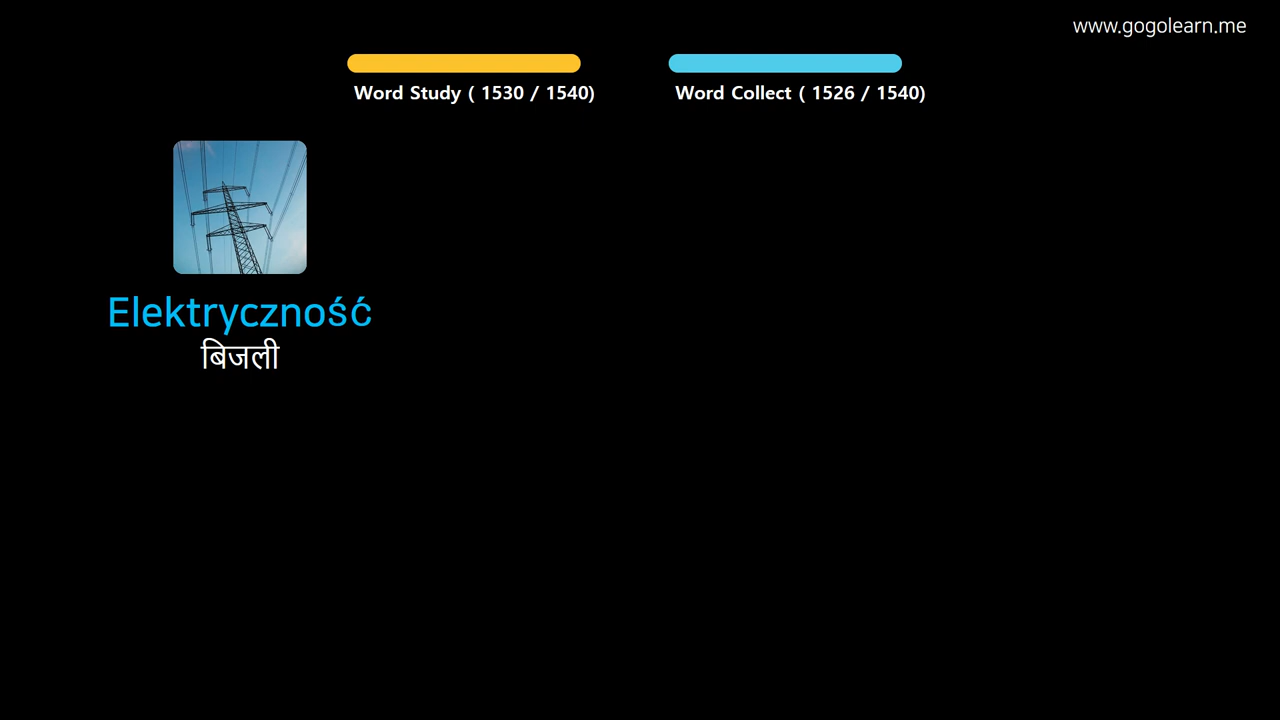 www.gogolearn.me
Word Study ( 1530 / 1540)
Word Collect ( 1526 / 1540)
Elektryczność
बिजली